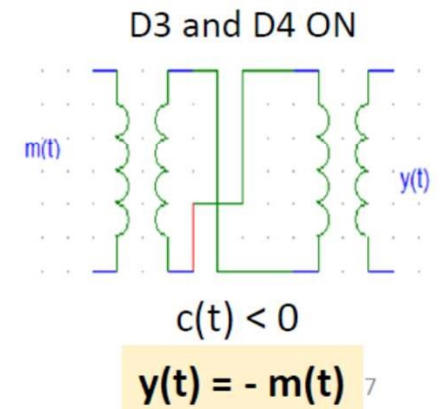 D3 and D4 ON
m(t)
y(t)
c(t) < 0
y(t) = - m(t)
7